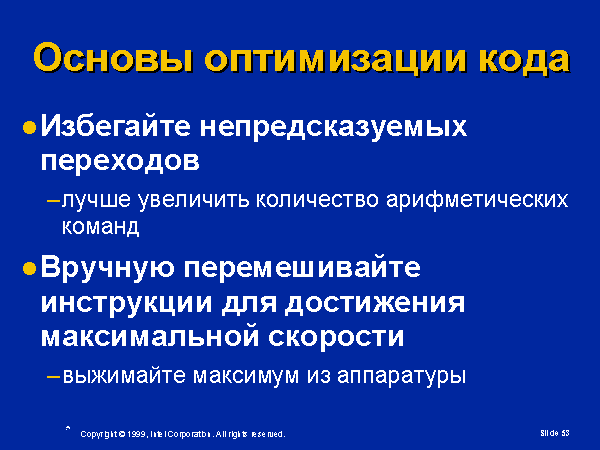 Основы оптимизации кода
●Избегайте непредсказуемых
переходов
–лучше увеличить количество арифметических
команд
●Вручную перемешивайте
инструкции для достижения
максимальной скорости
–выжимайте максимум из аппаратуры
* Copyright © 1999, Intel Corporation. All rights reserved.
Slide 53